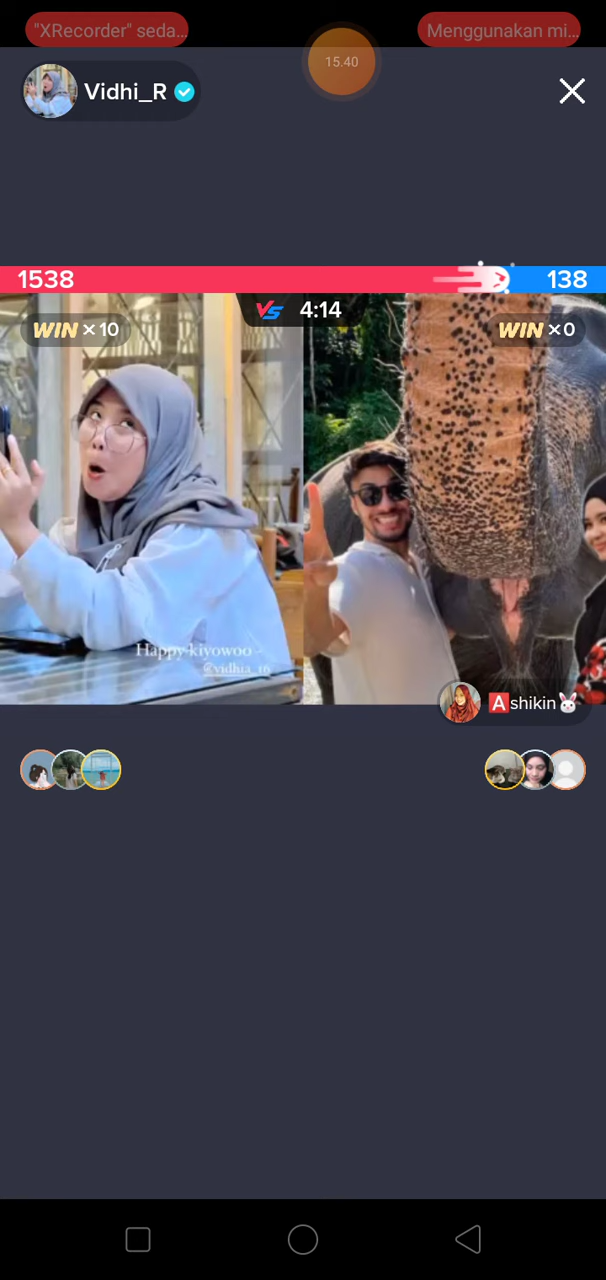 "XRecorder" seda...
Menggunakan mi...
15.40
Vidhi_R
1538
138
VS 4:14
WIN ×10
WIN ×0
Happy kiyowoo
@vidhia_16
🅰shikin🐰